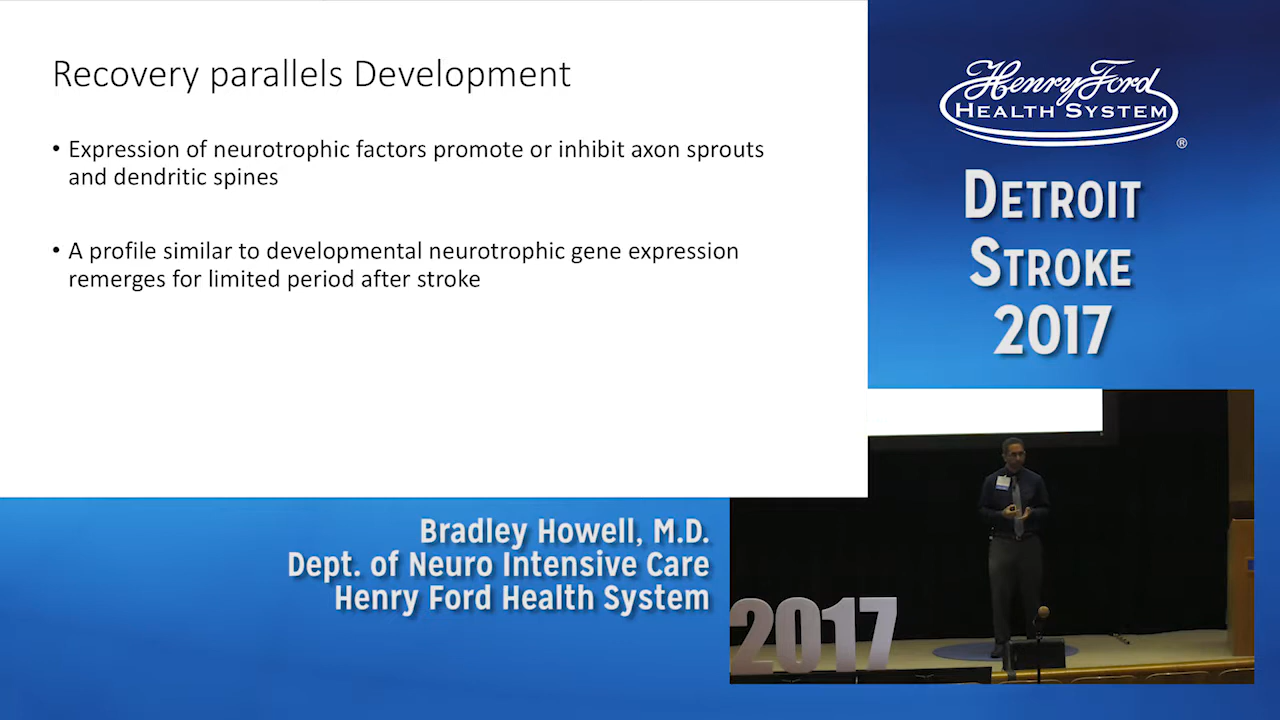 Recovery parallels Development
• Expression of neurotrophic factors promote or inhibit axon sprouts
and dendritic spines
• A profile similar to developmental neurotrophic gene expression
remerges for limited period after stroke
Henry Ford
HEALTH SYSTEM
®
DETROIT
STROKE
2017
Bradley Howell, M.D.
Dept. of Neuro Intensive Care
Henry Ford Health System
2017